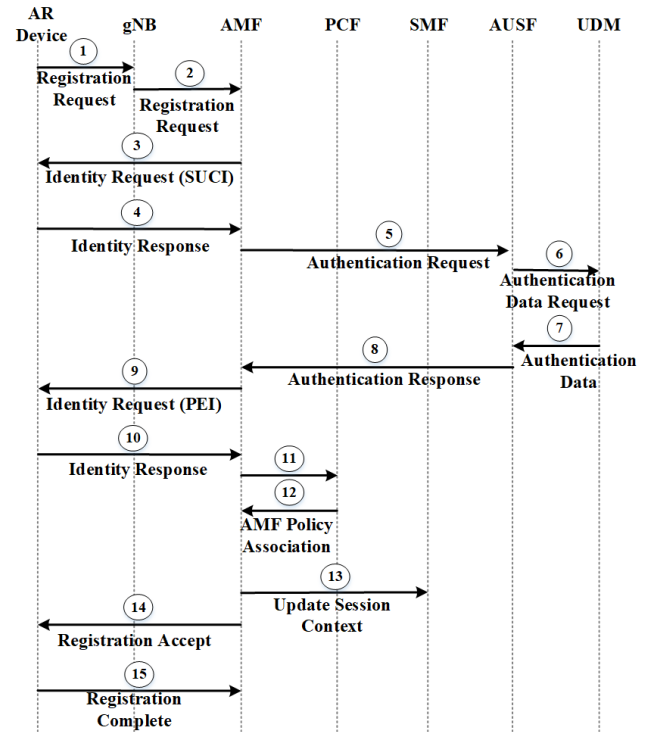 AR
Device
gNB
AMF
PCF
SMF
AUSF
UDM
1
Registration
Request
2
Registration
Request
3
Identity Request (SUCI)
4
Identity Response
5
Authentication Request
6
Authentication
Data Request
7
Authentication
Data
8
Authentication Response
9
Identity Request (PEI)
10
Identity Response
11
12
AMF Policy
Association
13
Update Session
Context
14
Registration Accept
15
Registration
Complete